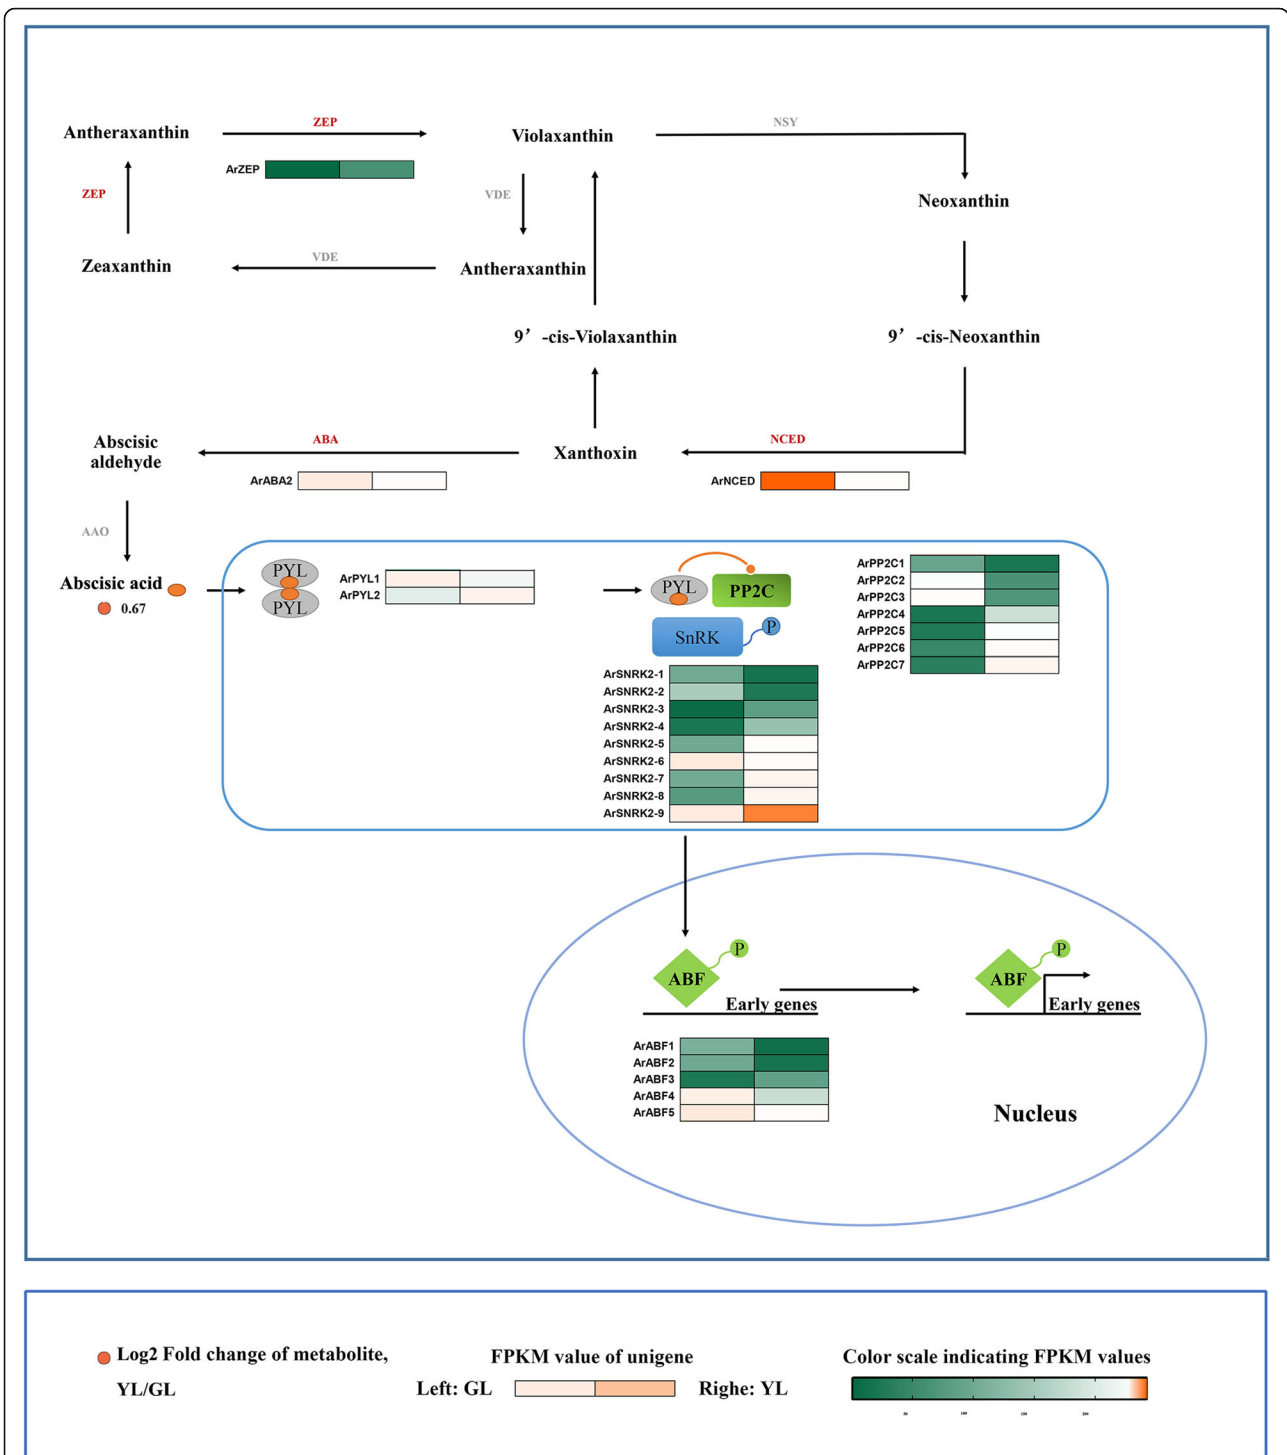 Antheraxanthin
ZEP
Violaxanthin
NSY
ArZEP
ZEP
VDE
Neoxanthin
Zeaxanthin
VDE
Antheraxanthin
9’ -cis-Violaxanthin
9’ -cis-Neoxanthin
Abscisic
aldehyde
ABA
Xanthoxin
NCED
ArABA2
ArNCED
AAO
Abscisic acid
0.67
PYL
PYL
ArPYL1
ArPYL2
PYL
PP2C
SnRK
P
ArPP2C1
ArPP2C2
ArPP2C3
ArPP2C4
ArPP2C5
ArPP2C6
ArPP2C7
ArSNRK2-1
ArSNRK2-2
ArSNRK2-3
ArSNRK2-4
ArSNRK2-5
ArSNRK2-6
ArSNRK2-7
ArSNRK2-8
ArSNRK2-9
P
ABF
Early genes
P
ABF
Early genes
ArABF1
ArABF2
ArABF3
ArABF4
ArABF5
Nucleus
Log2 Fold change of metabolite,
YL/GL
FPKM value of unigene
Left: GL
Righe: YL
Color scale indicating FPKM values
50 100 150 200